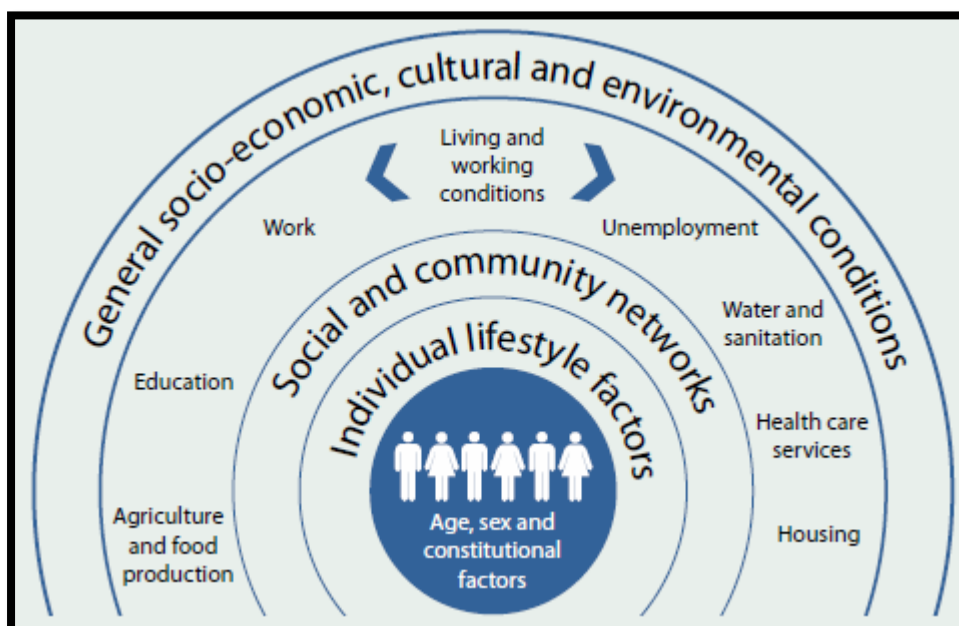 General socio-economic, cultural and environmental conditions
Living and
working
conditions
Work
Unemployment
Social and community networks
Water and
sanitation
Individual lifestyle factors
Education
Health care
services
Agriculture
and food
production
Housing
Age, sex and
constitutional
factors